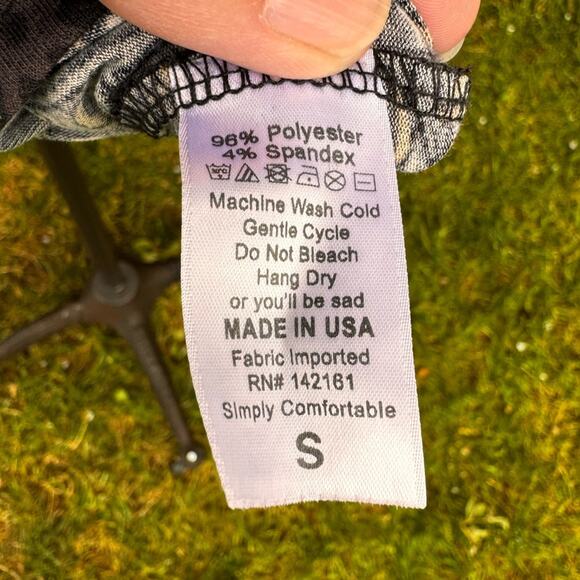 96% Polyester
4% Spandex
Machine Wash Cold
Gentle Cycle
Do Not Bleach
Hang Dry
or you'll be sad
MADE IN USA
Fabric Imported
RN# 142161
Simply Comfortable
S